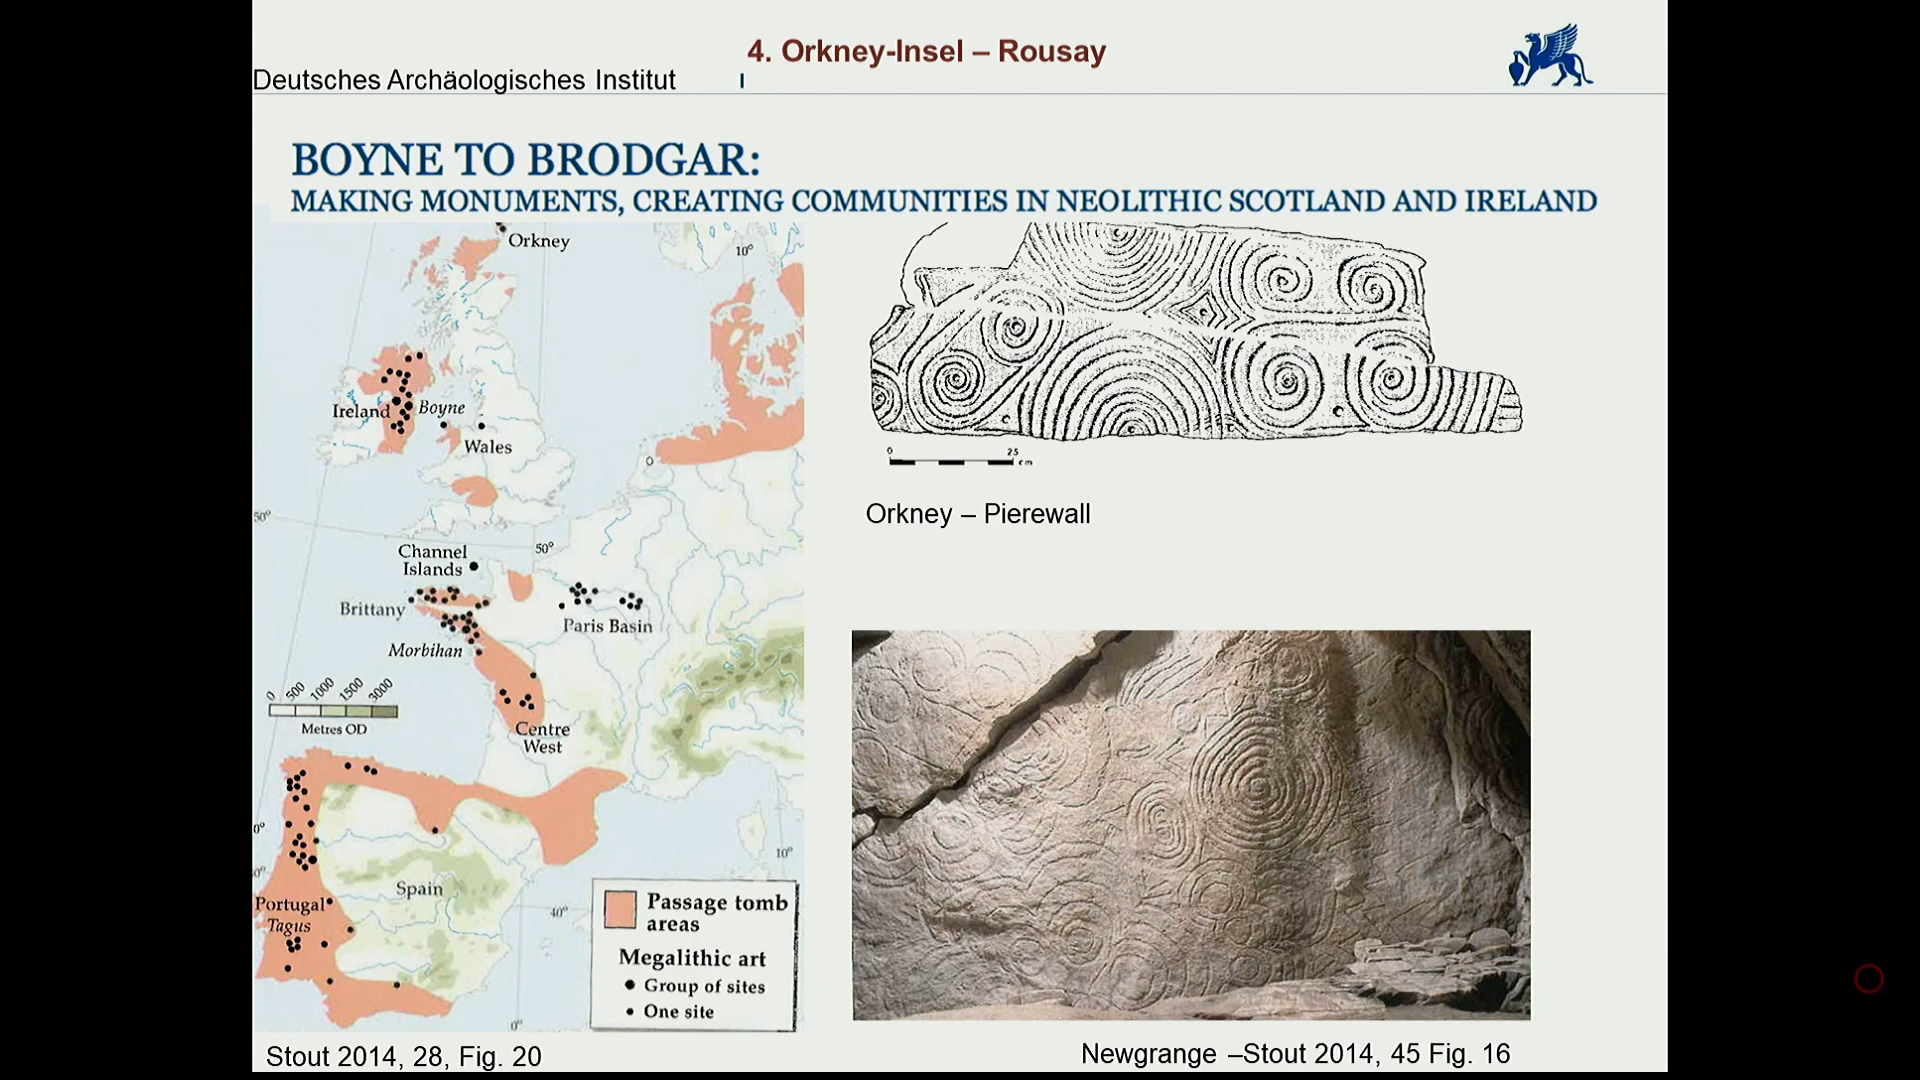 4. Orkney-Insel – Rousay
Deutsches Archäologisches Institut
BOYNE TO BRODGAR:
MAKING MONUMENTS, CREATING COMMUNITIES IN NEOLITHIC SCOTLAND AND IRELAND
Orkney
10°
Ireland
Boyne
Wales
50°
50°
Channel
Islands
Brittany
Paris Basin
Morbihan
0 500 1000 1500 3000
Metres OD
Centre
West
0°
10°
Spain
Portugal
Tagus
40°
0°
Passage tomb
areas
Megalithic art
Group of sites
One site
Stout 2014, 28, Fig. 20
0 25
cm
Orkney – Pierewall
Newgrange –Stout 2014, 45 Fig. 16